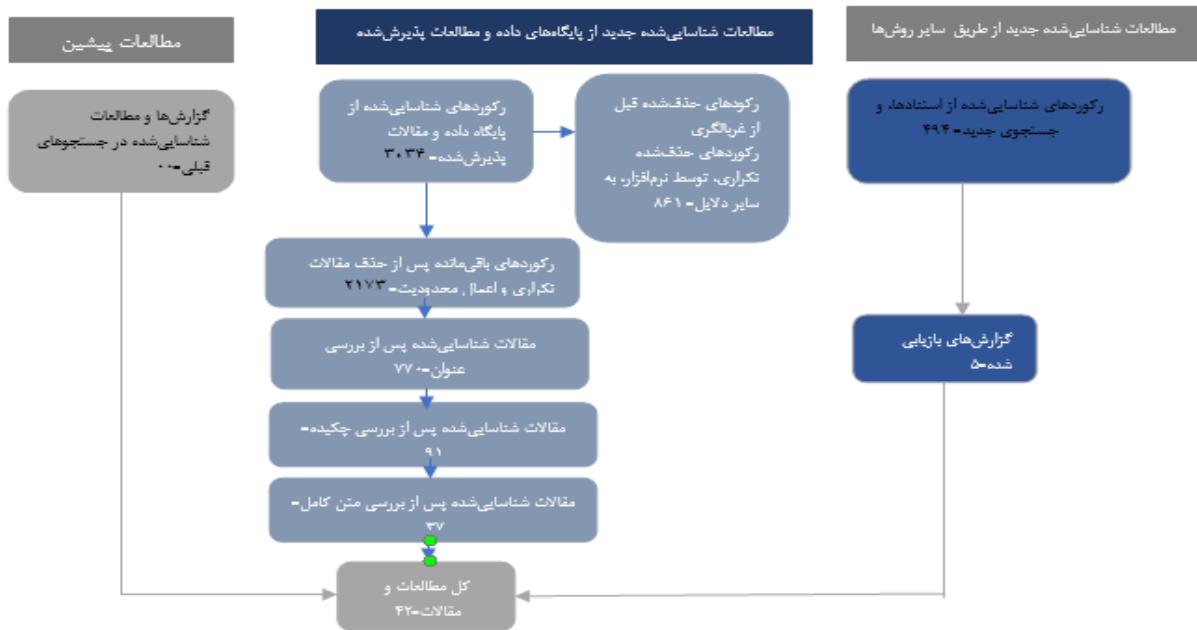 مطالعات شناسایی‌شده جدید از طریق سایر روش‌ها
مطالعات شناسایی‌شده جدید از پایگاه‌های داده و مطالعات پذیرش‌شده
مطالعات پیشین
رکوردهای شناسایی‌شده از استنادها، و
جستجوی جدید=۴۹۴
گزارش‌های بازیابی
شده=۵
رکوردهای شناسایی‌شده از
پایگاه داده و مقالات
پذیرش‌شده=۳۰۳۴
رکودهای حذف‌شده قبل
از غربالگری
رکوردهای حذف‌شده
تکراری، توسط نرم‌افزار، به
سایر دلایل=۸۶۱
رکوردهای باقی‌مانده پس از حذف مقالات
تکراری و اعمال محدودیت=۲۱۷۳
مقالات شناسایی‌شده پس از بررسی
عنوان=۷۷۰
مقالات شناسایی‌شده پس از بررسی چکیده=
۹۱
مقالات شناسایی‌شده پس از بررسی متن کامل=
۳۷
گزارش‌ها و مطالعات
شناسایی‌شده در جستجوهای
قبلی=۰۰
کل مطالعات و
مقالات=۴۲